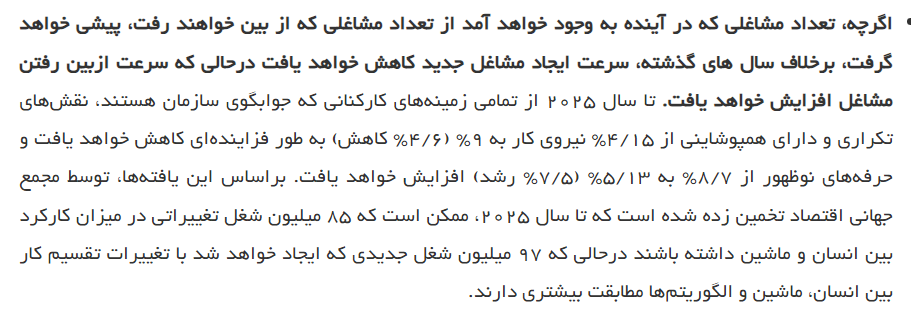 • اگرچه، تعداد مشاغلی که در آینده به وجود خواهد آمد از تعداد مشاغلی که از بین خواهند رفت، پیشی خواهد
گرفت، برخلاف سال های گذشته، سرعت ایجاد مشاغل جدید کاهش خواهد یافت درحالی که سرعت ازبین رفتن
مشاغل افزایش خواهد یافت. تا سال ۲۰۲۵ از تمامی زمینه‌های کارکنانی که جوابگوی سازمان هستند، نقش‌های
تکراری و دارای همپوشاینی از ۴/۱۵% نیروی کار به ۹% (۴/۶% کاهش) به طور فزاینده‌ای کاهش خواهد یافت و
حرفه‌های نوظهور از ۸/۷% به ۵/۱۳% (۷/۵% رشد) افزایش خواهد یافت. براساس این یافته‌ها، توسط مجمع
جهانی اقتصاد تخمین زده شده است که تا سال ۲۰۲۵، ممکن است که ۸۵ میلیون شغل تغییراتی در میزان کارکرد
بین انسان و ماشین داشته باشند درحالی که ۹۷ میلیون شغل جدیدی که ایجاد خواهد شد با تغییرات تقسیم کار
بین انسان، ماشین و الگوریتم‌ها مطابقت بیشتری دارند.